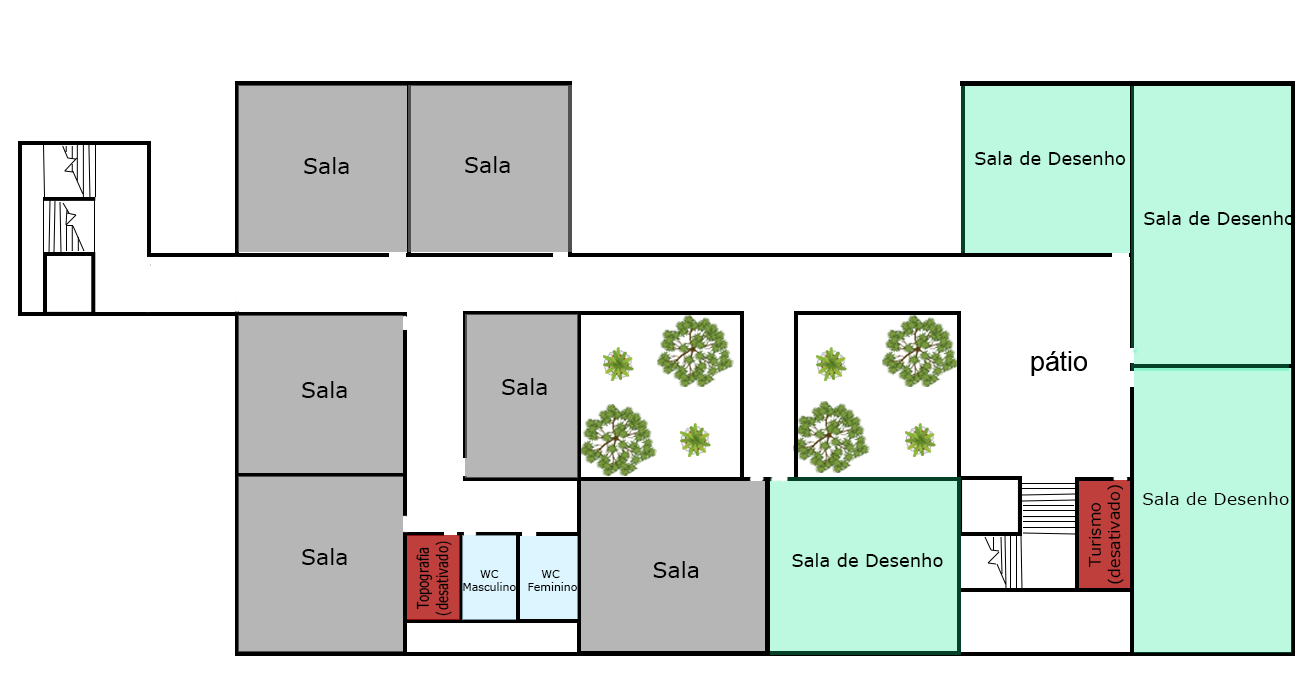 Sala
Sala
Sala de Desenho
Sala de Desenho
Sala
Sala
pátio
Sala
Sala
Sala de Desenho
Sala de Desenho
Turismo
(desativado)
Topografia
(desativado)
WC
Masculino
WC
Feminino